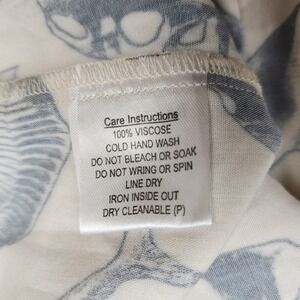 Care Instructions
100% VISCOSE
COLD HAND WASH
DO NOT BLEACH OR SOAK
DO NOT WRING OR SPIN
LINE DRY
IRON INSIDE OUT
DRY CLEANABLE (P)